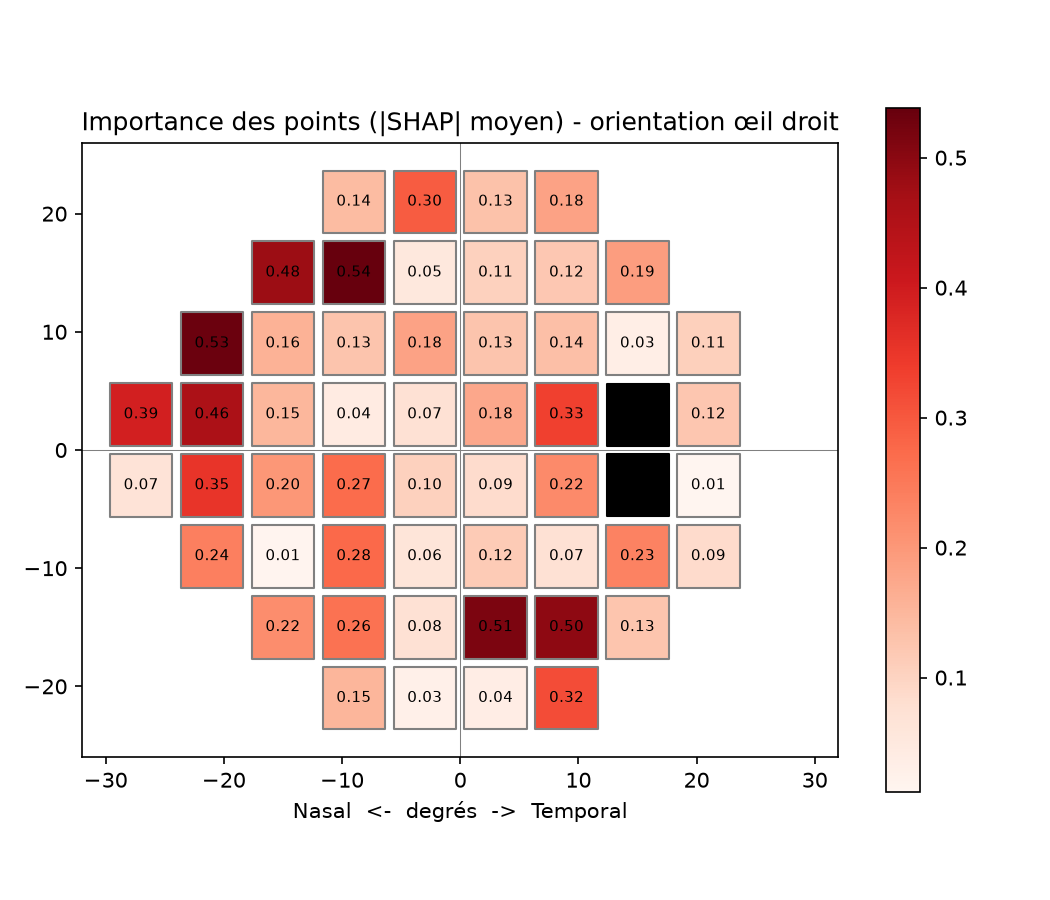 Importance des points (|SHAP| moyen) - orientation œil droit
0.14 0.30 0.13 0.18
0.48 0.54 0.05 0.11 0.12 0.19
0.53 0.16 0.13 0.18 0.13 0.14 0.03 0.11
0.39 0.46 0.15 0.04 0.07 0.18 0.33 0.12
0.07 0.35 0.20 0.27 0.10 0.09 0.22 0.01
0.24 0.01 0.28 0.06 0.12 0.07 0.23 0.09
0.22 0.26 0.08 0.51 0.50 0.13
0.15 0.03 0.04 0.32
20
10
0
−10
−20
−30 −20 −10 0 10 20 30
Nasal <- degrés -> Temporal
0.5
0.4
0.3
0.2
0.1